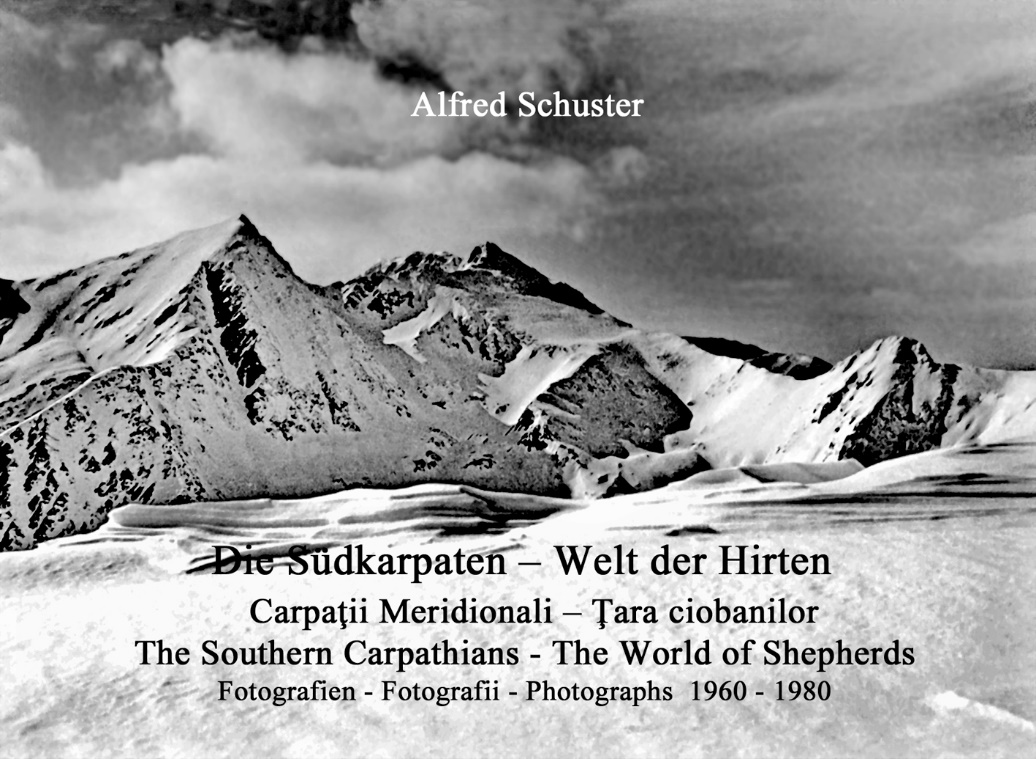 Alfred Schuster
Die Südkarpaten – Welt der Hirten
Carpaţii Meridionali – Ţara ciobanilor
The Southern Carpathians - The World of Shepherds
Fotografien - Fotografii - Photographs 1960 - 1980